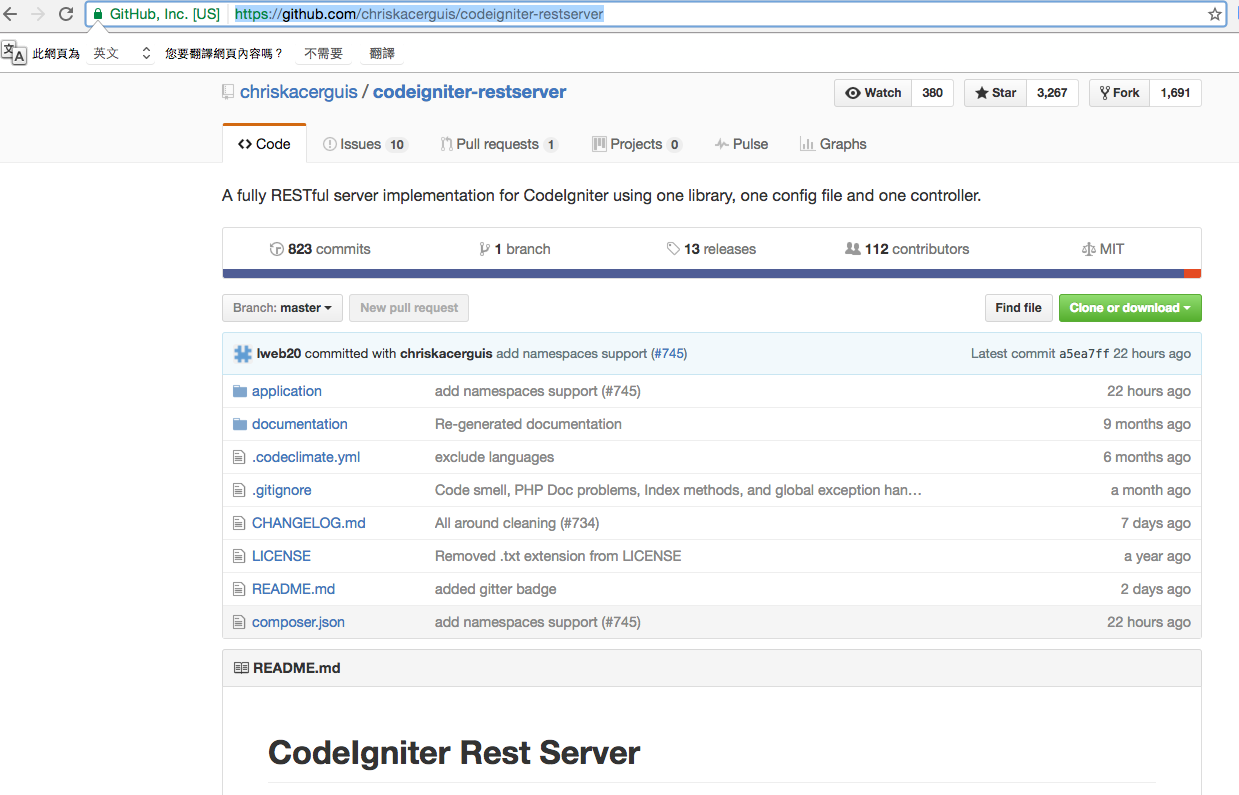 GitHub, Inc. [US] https://github.com/chriskacerguis/codeigniter-restserver
此網頁為 英文 您要翻譯網頁內容嗎？ 不需要 翻譯
chriskacerguis / codeigniter-restserver Watch 380 Star 3,267 Fork 1,691
Code Issues 10 Pull requests 1 Projects 0 Pulse Graphs
A fully RESTful server implementation for CodeIgniter using one library, one config file and one controller.
823 commits 1 branch 13 releases 112 contributors MIT
Branch: master New pull request Find file Clone or download
lweb20 committed with chriskacerguis add namespaces support (#745) Latest commit a5ea7ff 22 hours ago
application add namespaces support (#745) 22 hours ago
documentation Re-generated documentation 9 months ago
.codeclimate.yml exclude languages 6 months ago
.gitignore Code smell, PHP Doc problems, Index methods, and global exception han… a month ago
CHANGELOG.md All around cleaning (#734) 7 days ago
LICENSE Removed .txt extension from LICENSE a year ago
README.md added gitter badge 2 days ago
composer.json add namespaces support (#745) 22 hours ago
README.md
CodeIgniter Rest Server